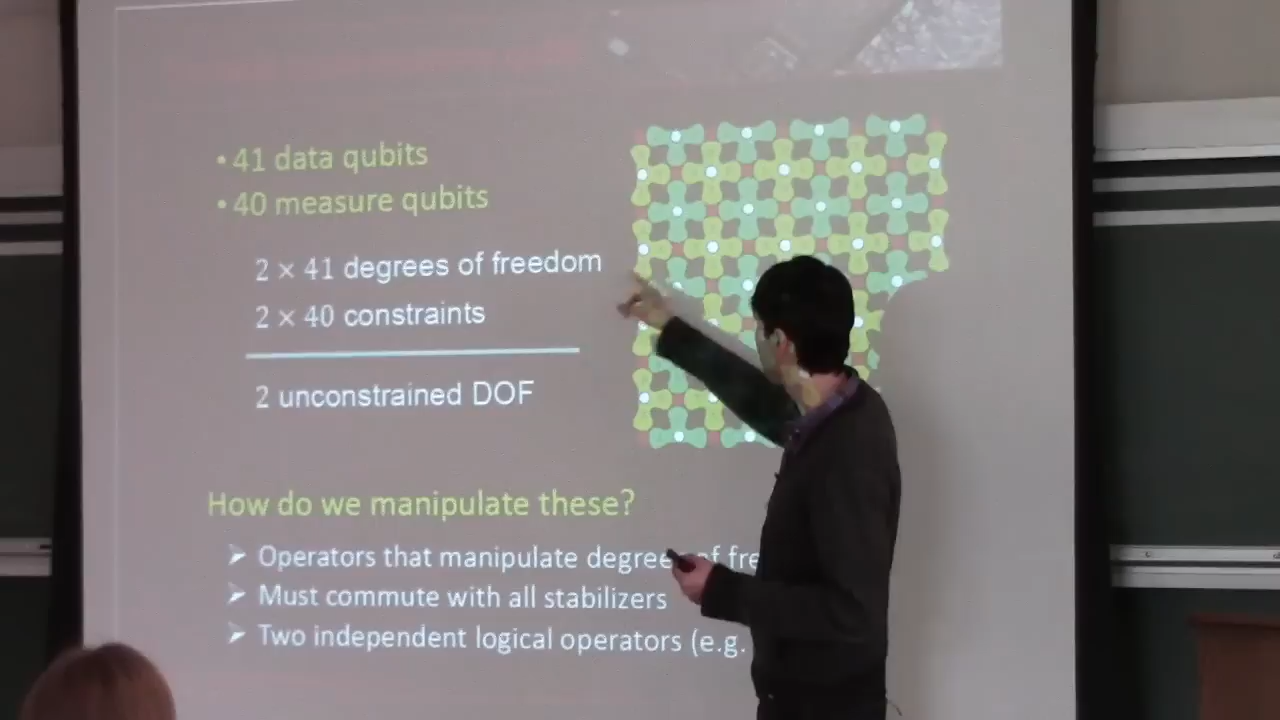 • 41 data qubits
• 40 measure qubits
2 × 41 degrees of freedom
2 × 40 constraints
2 unconstrained DOF
How do we manipulate these?
➢ Operators that manipulate
➢ Must commute with all stabilizers
➢ Two independent logical operators (e.g.